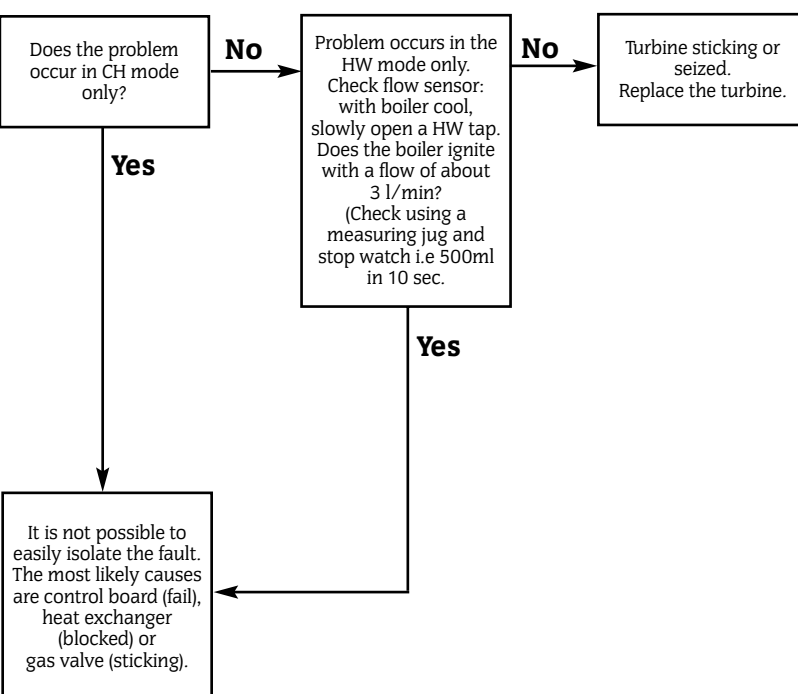 Does the problem
occur in CH mode
only?
No
Problem occurs in the
HW mode only.
Check flow sensor:
with boiler cool,
slowly open a HW tap.
Does the boiler ignite
with a flow of about
3 l/min?
(Check using a
measuring jug and
stop watch i.e 500ml
in 10 sec.
No
Turbine sticking or
seized.
Replace the turbine.
Yes
Yes
It is not possible to
easily isolate the fault.
The most likely causes
are control board (fail),
heat exchanger
(blocked) or
gas valve (sticking).